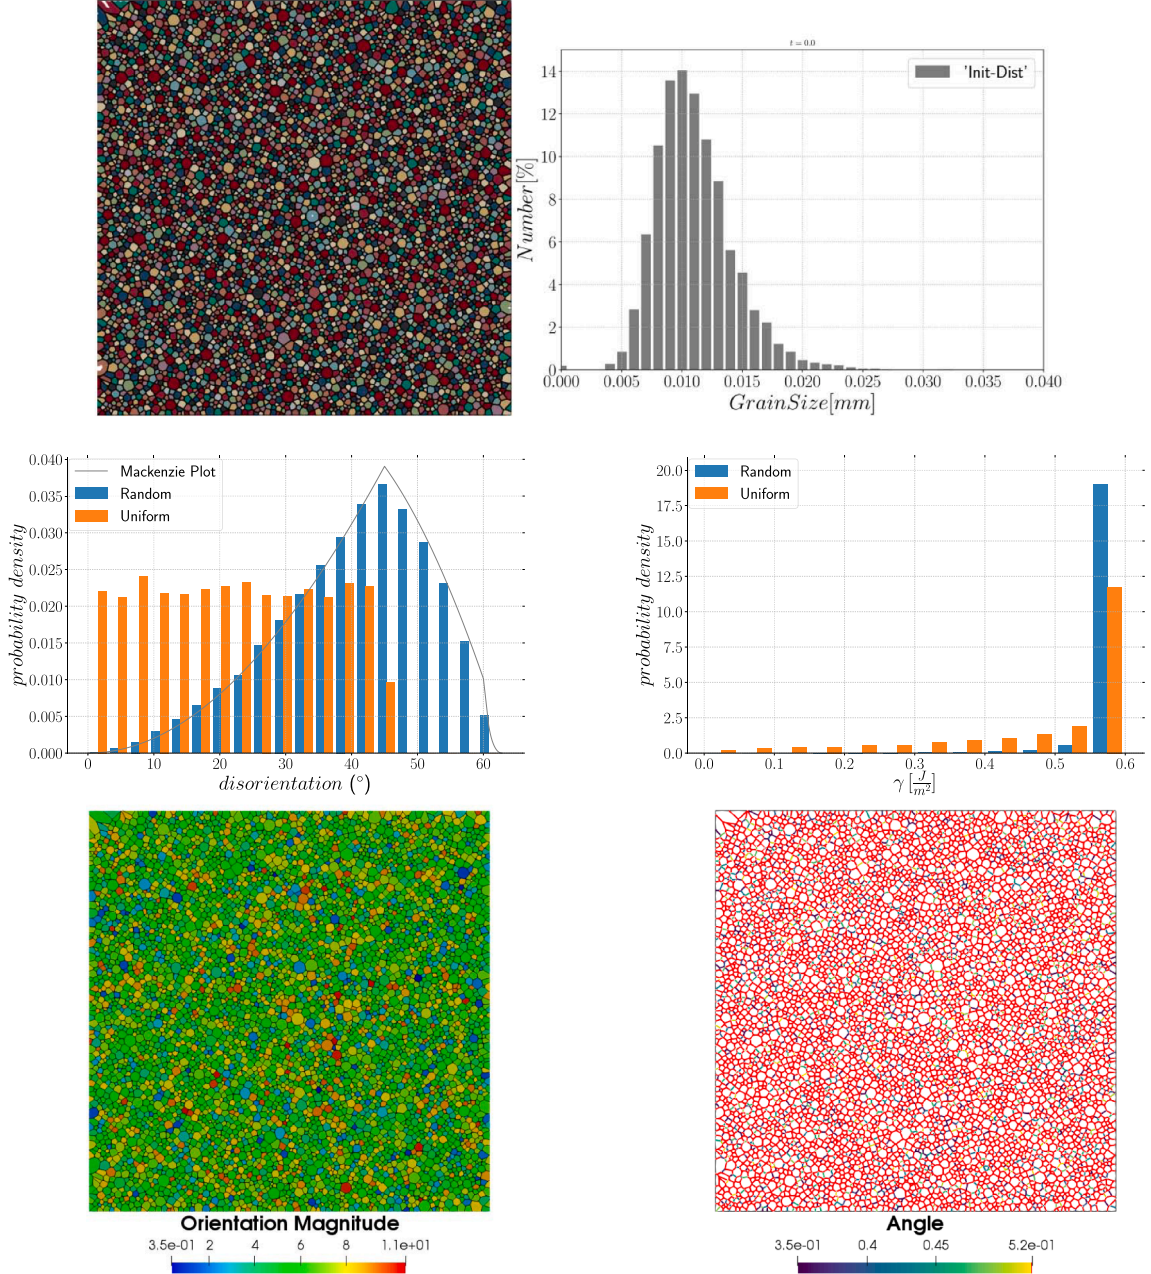 t = 0.0
14
12
10
8
6
4
2
0
Number[%]
'Init-Dist'
0.000 0.005 0.010 0.015 0.020 0.025 0.030 0.035 0.040
GrainSize[mm]
0.040
0.035
0.030
0.025
0.020
0.015
0.010
0.005
0.000
probability density
Mackenzie Plot
Random
Uniform
0 10 20 30 40 50 60
disorientation (°)
20.0
17.5
15.0
12.5
10.0
7.5
5.0
2.5
0.0
probability density
Random
Uniform
0.0 0.1 0.2 0.3 0.4 0.5 0.6
γ [J/m²]
Orientation Magnitude
3.5e-01 2 4 6 8 1.1e+01
Angle
3.5e-01 0.4 0.45 5.2e-01